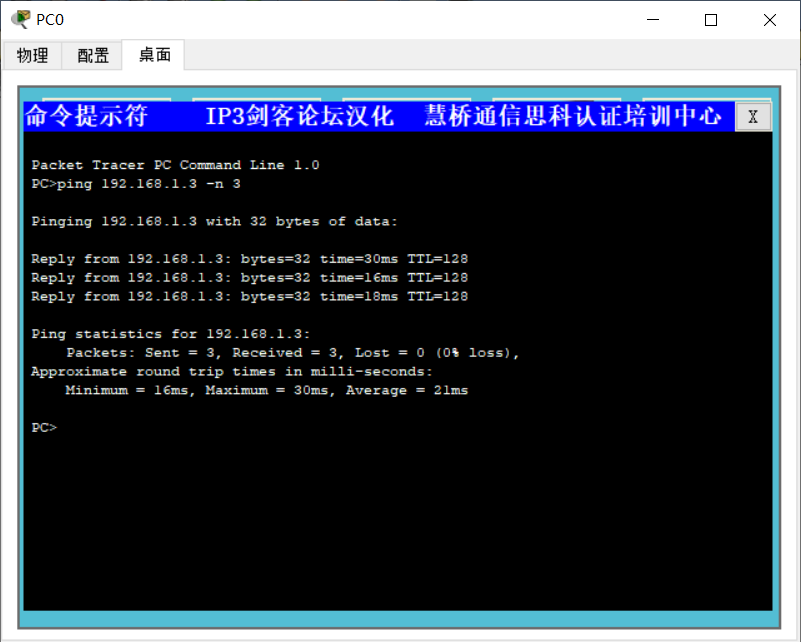 PC0
物理 配置 桌面
命令提示符 IP3剑客论坛汉化 慧桥通信思科认证培训中心 X
Packet Tracer PC Command Line 1.0
PC>ping 192.168.1.3 -n 3
Pinging 192.168.1.3 with 32 bytes of data:
Reply from 192.168.1.3: bytes=32 time=30ms TTL=128
Reply from 192.168.1.3: bytes=32 time=16ms TTL=128
Reply from 192.168.1.3: bytes=32 time=18ms TTL=128
Ping statistics for 192.168.1.3:
Packets: Sent = 3, Received = 3, Lost = 0 (0% loss),
Approximate round trip times in milli-seconds:
Minimum = 16ms, Maximum = 30ms, Average = 21ms
PC>